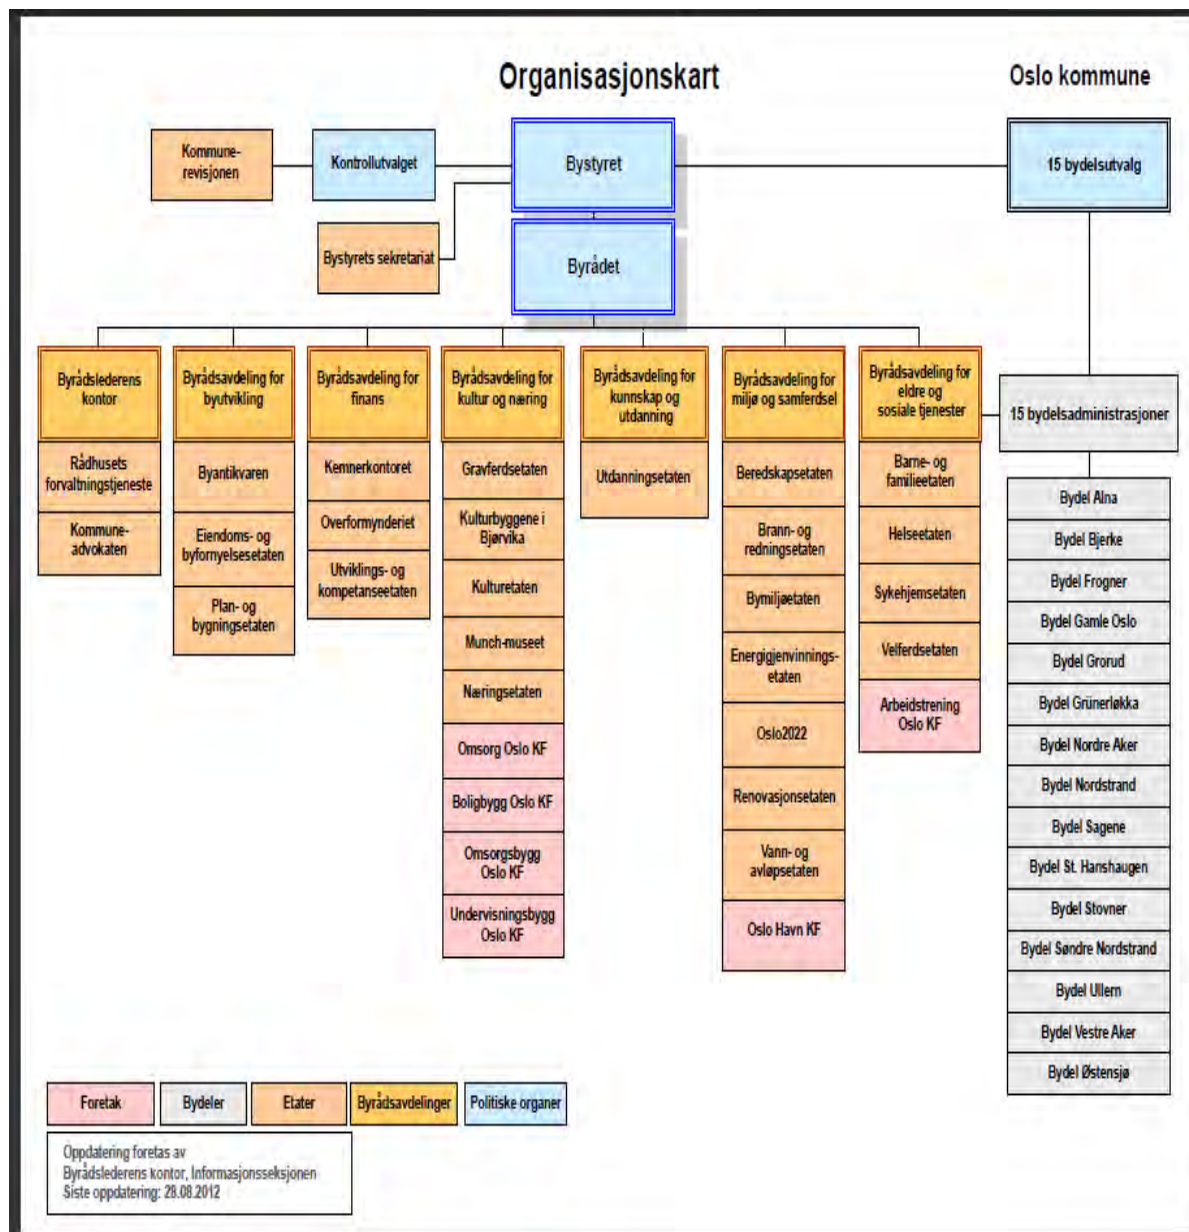 Organisasjonskart
Oslo kommune
Kommune-
revisjonen
Kontrollutvalget
Bystyret
15 bydelsutvalg
Bystyrets sekretariat
Byrådet
Byrådslederens
kontor
Rådhusets
forvaltningstjeneste
Kommune-
advokaten
Byrådsavdeling for
byutvikling
Byantikvaren
Eiendoms- og
byfornyelsesetaten
Plan- og
bygningsetaten
Byrådsavdeling for
finans
Kemnerkontoret
Overformynderiet
Utviklings- og
kompetanseetaten
Byrådsavdeling for
kultur og næring
Gravferdsetaten
Kulturbyggene i
Bjørvika
Kulturetaten
Munch-museet
Næringsetaten
Omsorg Oslo KF
Boligbygg Oslo KF
Omsorgsbygg
Oslo KF
Undervisningsbygg
Oslo KF
Byrådsavdeling for
kunnskap og
utdanning
Utdanningsetaten
Byrådsavdeling for
miljø og samferdsel
Beredskapsetaten
Brann- og
redningsetaten
Bymiljøetaten
Energigjenvinnings-
etaten
Oslo2022
Renovasjonsetaten
Vann- og
avløpsetaten
Oslo Havn KF
Byrådsavdeling for
eldre og
sosiale tjenester
Barne- og
familieetaten
Helseetaten
Sykehjemsetaten
Velferdsetaten
Arbeidstrening
Oslo KF
15 bydelsadministrasjoner
Bydel Alna
Bydel Bjerke
Bydel Frogner
Bydel Gamle Oslo
Bydel Grorud
Bydel Grünerløkka
Bydel Nordre Aker
Bydel Nordstrand
Bydel Sagene
Bydel St. Hanshaugen
Bydel Stovner
Bydel Søndre Nordstrand
Bydel Ullern
Bydel Vestre Aker
Bydel Østensjø
Foretak
Bydeler
Etater
Byrådsavdelinger
Politiske organer
Oppdatering foretas av
Byrådslederens kontor, Informasjonsseksjonen
Siste oppdatering: 28.08.2012